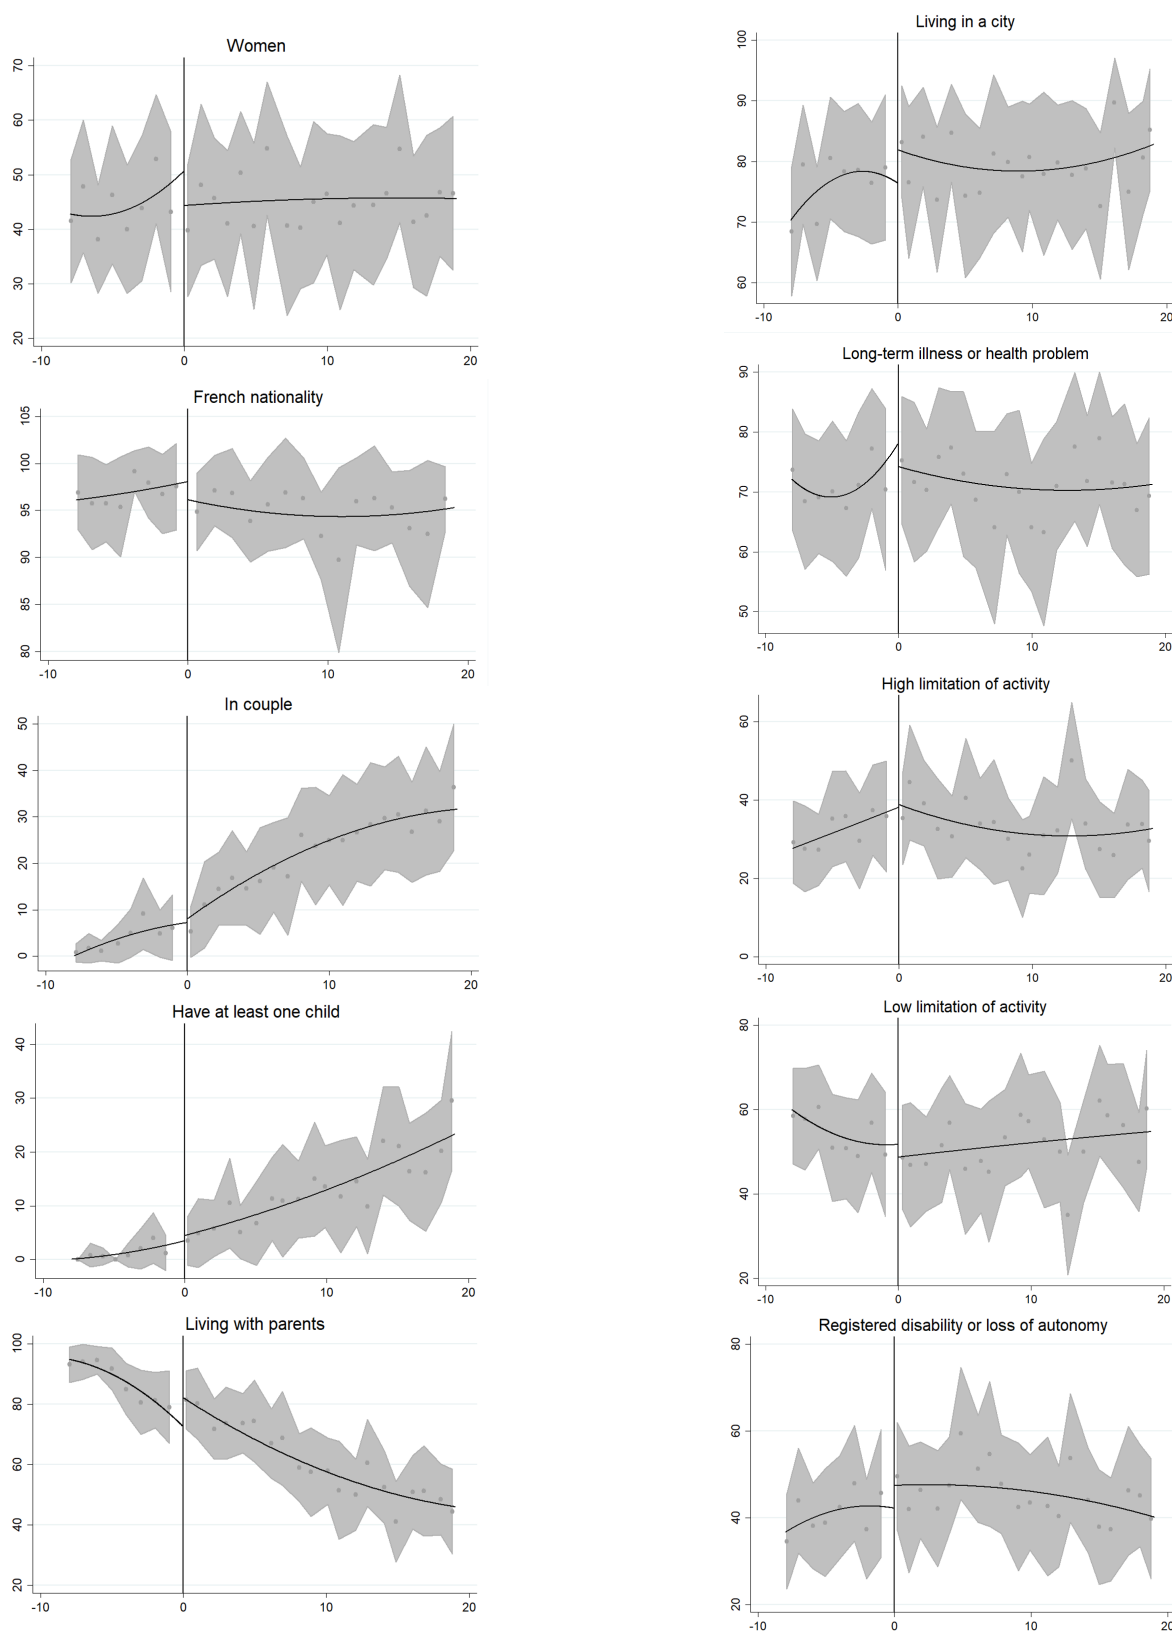 Women
70
60
50
40
30
20
-10 0 10 20
French nationality
105
100
95
90
85
80
-10 0 10 20
In couple
50
40
30
20
10
0
-10 0 10 20
Have at least one child
40
30
20
10
0
-10 0 10 20
Living with parents
100
80
60
40
20
-10 0 10 20
Living in a city
100
90
80
70
60
-10 0 10 20
Long-term illness or health problem
90
80
70
60
50
-10 0 10 20
High limitation of activity
60
40
20
0
-10 0 10 20
Low limitation of activity
80
60
40
20
-10 0 10 20
Registered disability or loss of autonomy
80
60
40
20
-10 0 10 20